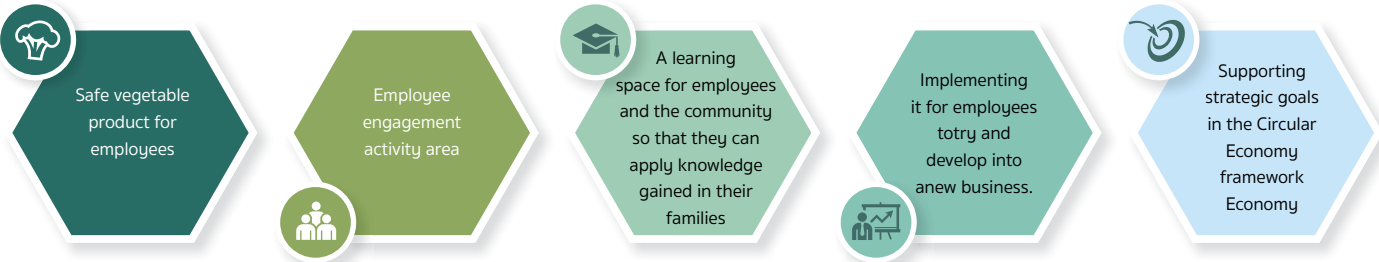 Safe vegetable
product for
employees
Employee
engagement
activity area
A learning
space for employees
and the community
so that they can
apply knowledge
gained in their
families
Implementing
it for employees
totry and
develop into
anew business.
Supporting
strategic goals
in the Circular
Economy
framework
Economy